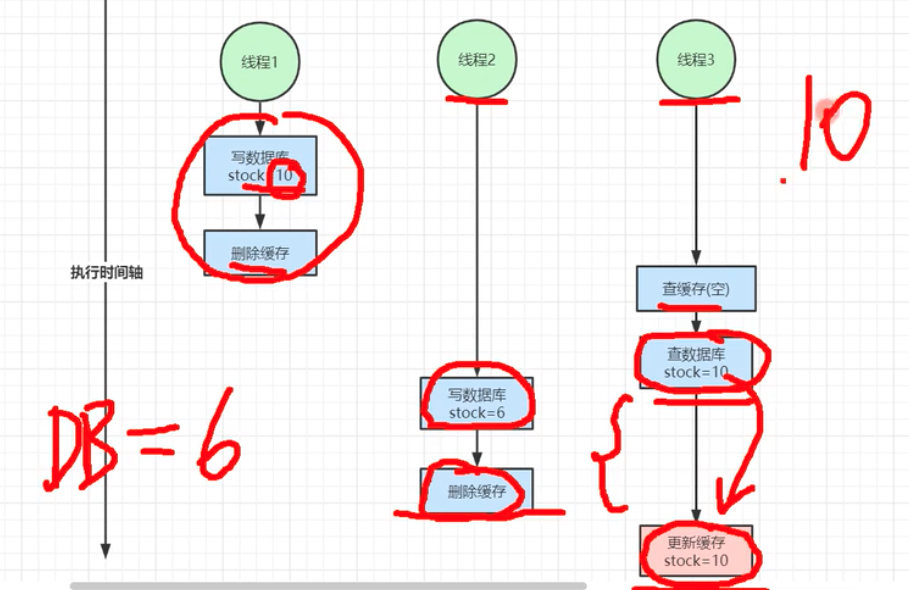 线程1
线程2
线程3
10
写数据库
stock=10
删除缓存
执行时间轴
查缓存(空)
查数据库
stock=10
写数据库
stock=6
DB=6
删除缓存
更新缓存
stock=10